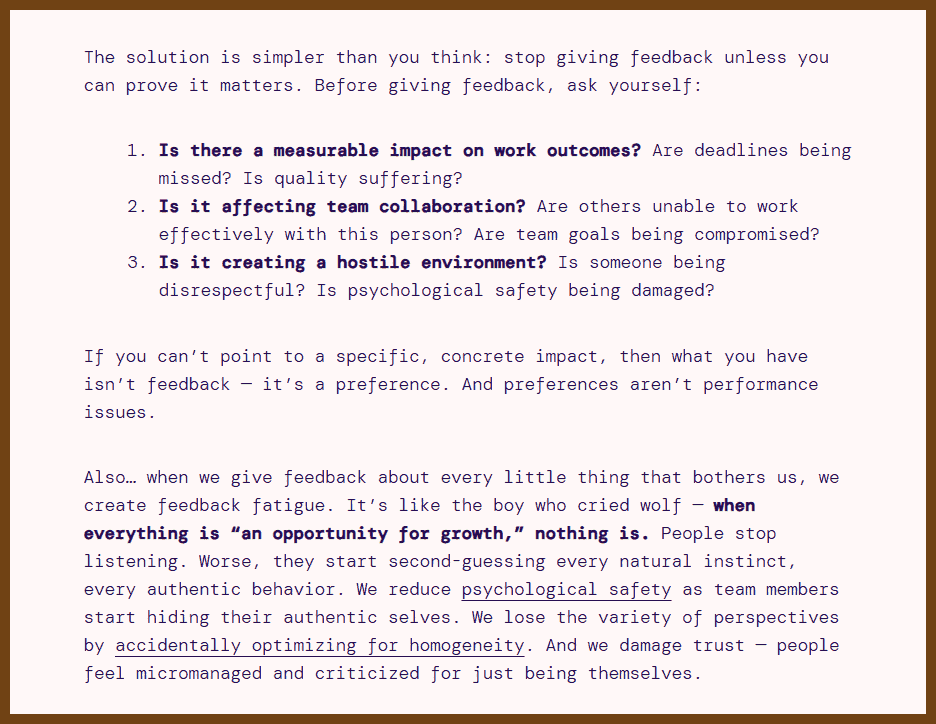 The solution is simpler than you think: stop giving feedback unless you
can prove it matters. Before giving feedback, ask yourself:
1. Is there a measurable impact on work outcomes? Are deadlines being
missed? Is quality suffering?
2. Is it affecting team collaboration? Are others unable to work
effectively with this person? Are team goals being compromised?
3. Is it creating a hostile environment? Is someone being
disrespectful? Is psychological safety being damaged?
If you can’t point to a specific, concrete impact, then what you have
isn’t feedback — it’s a preference. And preferences aren’t performance
issues.
Also… when we give feedback about every little thing that bothers us, we
create feedback fatigue. It’s like the boy who cried wolf — when
everything is “an opportunity for growth,” nothing is. People stop
listening. Worse, they start second-guessing every natural instinct,
every authentic behavior. We reduce psychological safety as team members
start hiding their authentic selves. We lose the variety of perspectives
by accidentally optimizing for homogeneity. And we damage trust — people
feel micromanaged and criticized for just being themselves.